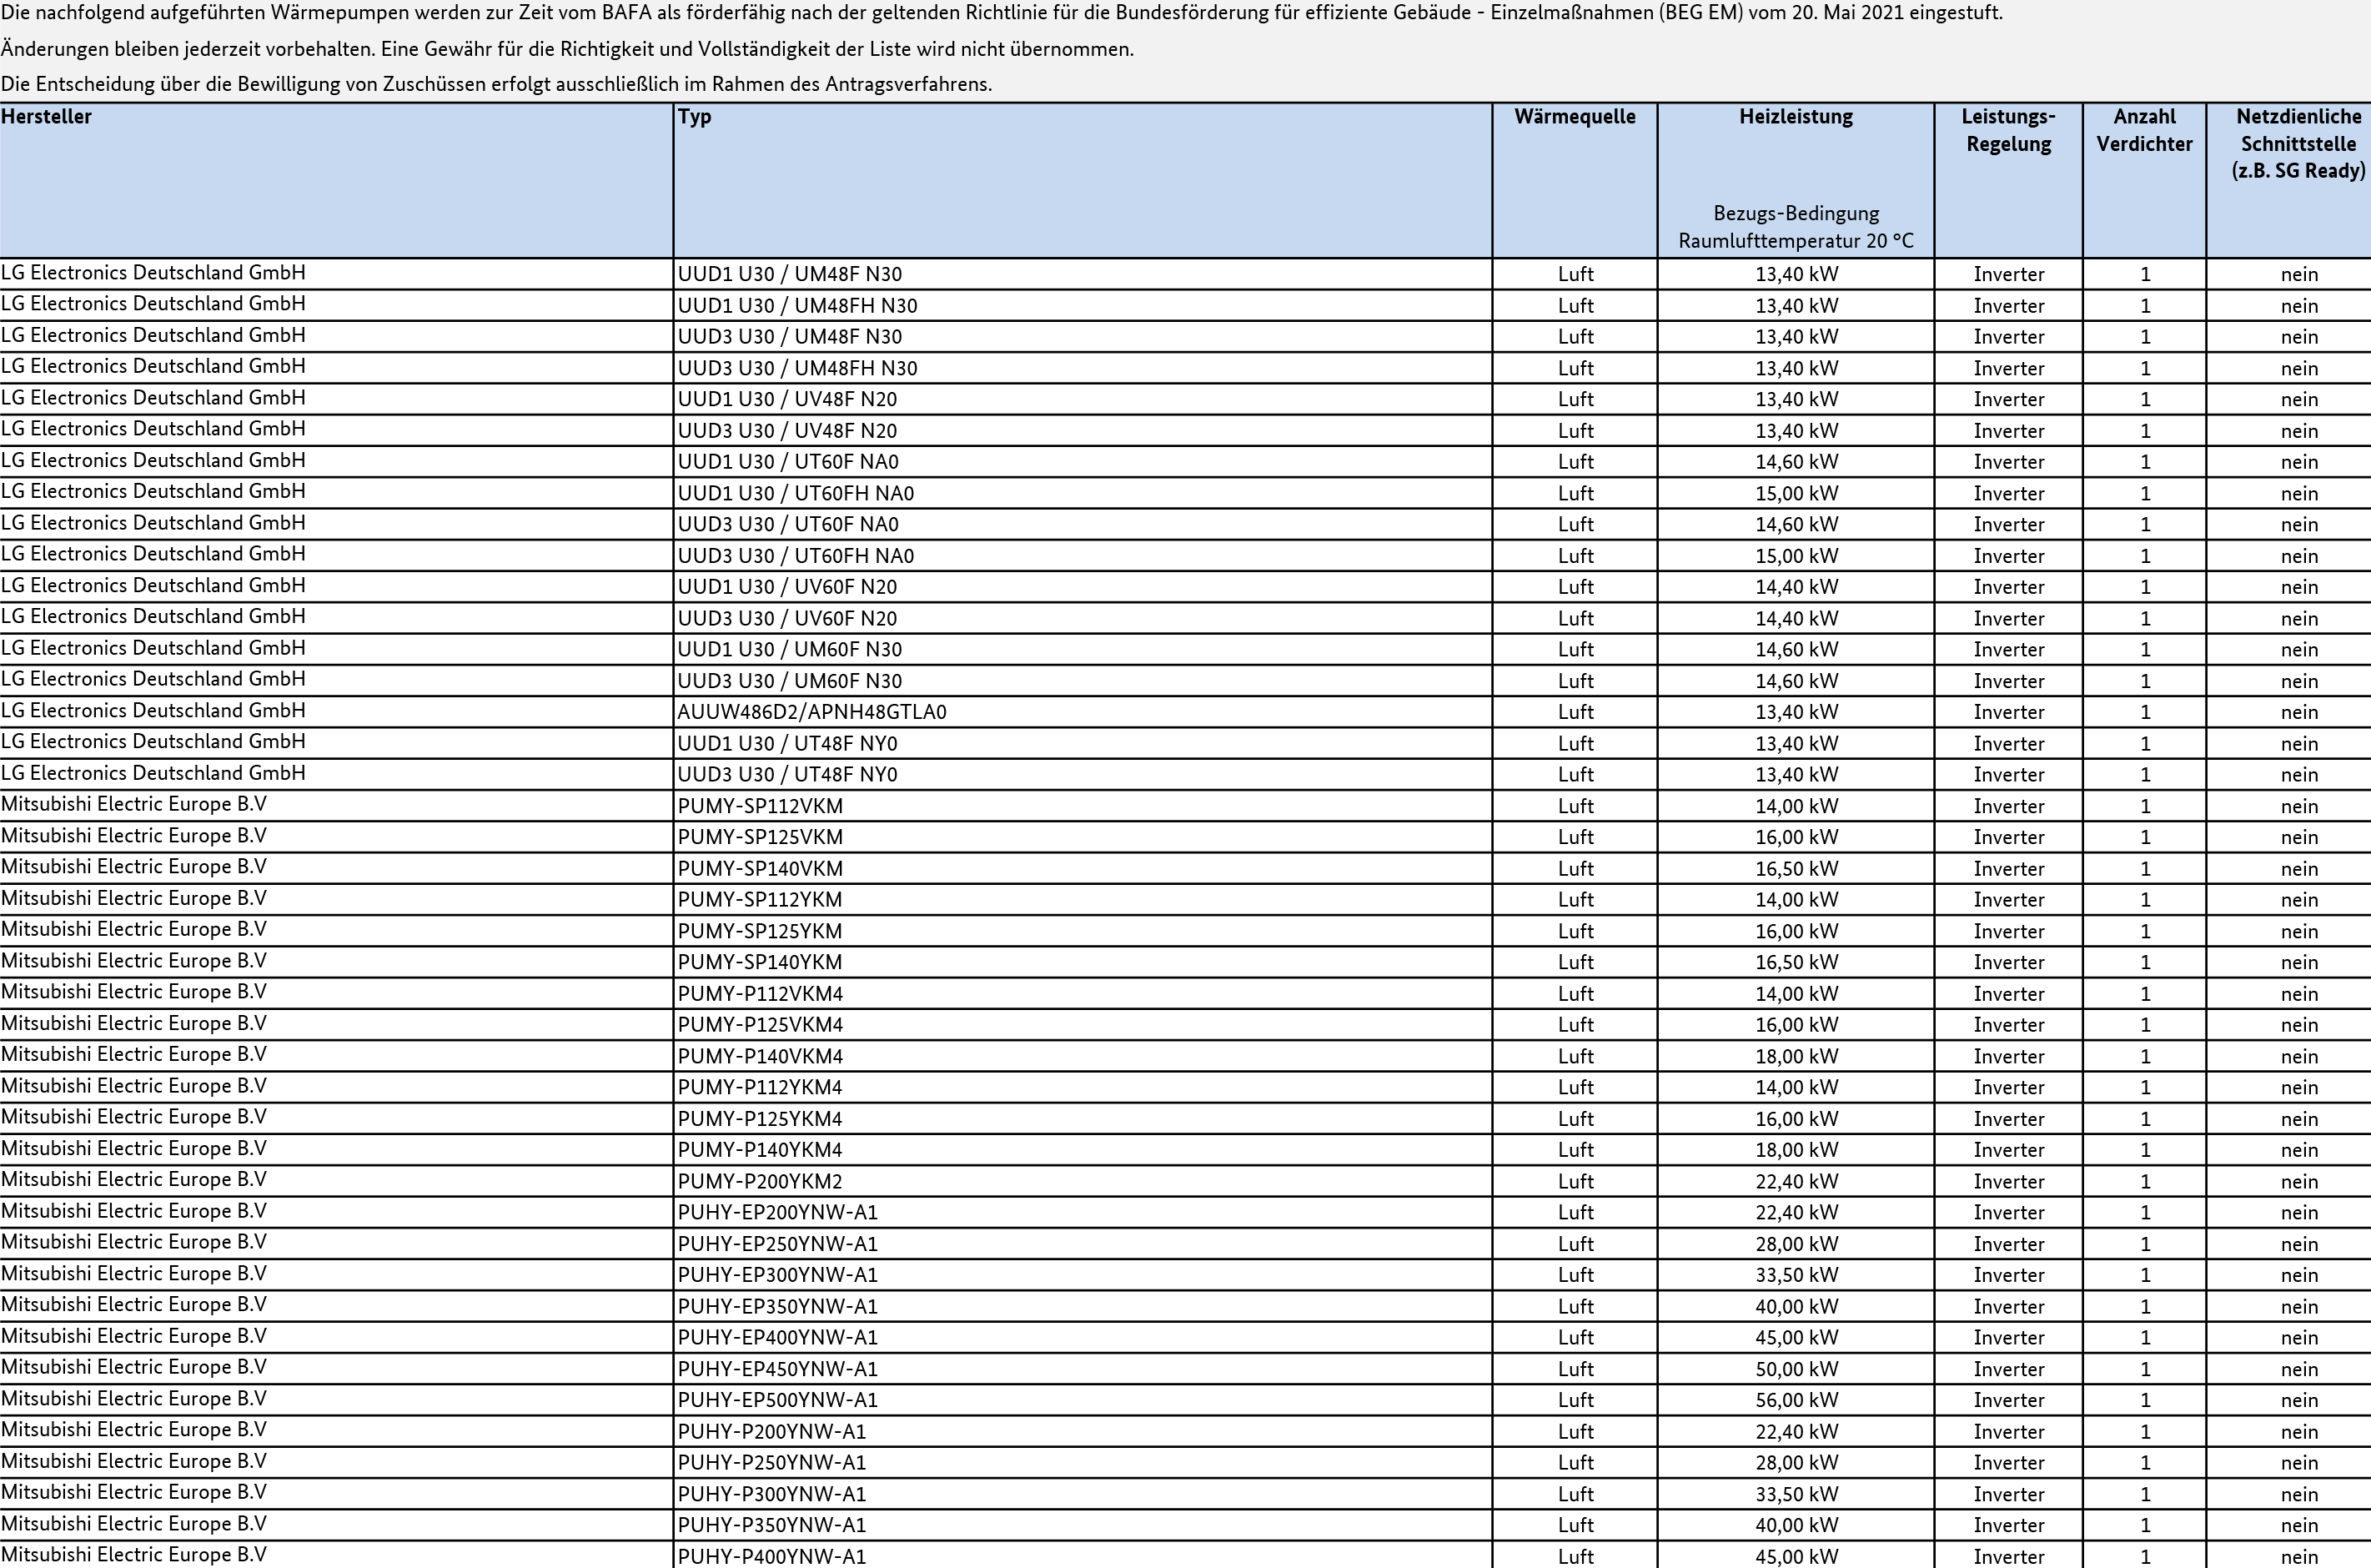 Die nachfolgend aufgeführten Wärmepumpen werden zur Zeit vom BAFA als förderfähig nach der geltenden Richtlinie für die Bundesförderung für effiziente Gebäude - Einzelmaßnahmen (BEG EM) vom 20. Mai 2021 eingestuft.
Änderungen bleiben jederzeit vorbehalten. Eine Gewähr für die Richtigkeit und Vollständigkeit der Liste wird nicht übernommen.
Die Entscheidung über die Bewilligung von Zuschüssen erfolgt ausschließlich im Rahmen des Antragsverfahrens.
Hersteller Typ Wärmequelle Heizleistung Leistungs- Anzahl Netzdienliche
Regelung Verdichter Schnittstelle
(z.B. SG Ready)
Bezugs-Bedingung
Raumlufttemperatur 20 °C
LG Electronics Deutschland GmbH UUD1 U30 / UM48F N30 Luft 13,40 kW Inverter 1 nein
LG Electronics Deutschland GmbH UUD1 U30 / UM48FH N30 Luft 13,40 kW Inverter 1 nein
LG Electronics Deutschland GmbH UUD3 U30 / UM48F N30 Luft 13,40 kW Inverter 1 nein
LG Electronics Deutschland GmbH UUD3 U30 / UM48FH N30 Luft 13,40 kW Inverter 1 nein
LG Electronics Deutschland GmbH UUD1 U30 / UV48F N20 Luft 13,40 kW Inverter 1 nein
LG Electronics Deutschland GmbH UUD3 U30 / UV48F N20 Luft 13,40 kW Inverter 1 nein
LG Electronics Deutschland GmbH UUD1 U30 / UT60F NA0 Luft 14,60 kW Inverter 1 nein
LG Electronics Deutschland GmbH UUD1 U30 / UT60FH NA0 Luft 15,00 kW Inverter 1 nein
LG Electronics Deutschland GmbH UUD3 U30 / UT60F NA0 Luft 14,60 kW Inverter 1 nein
LG Electronics Deutschland GmbH UUD3 U30 / UT60FH NA0 Luft 15,00 kW Inverter 1 nein
LG Electronics Deutschland GmbH UUD1 U30 / UV60F N20 Luft 14,40 kW Inverter 1 nein
LG Electronics Deutschland GmbH UUD3 U30 / UV60F N20 Luft 14,40 kW Inverter 1 nein
LG Electronics Deutschland GmbH UUD1 U30 / UM60F N30 Luft 14,60 kW Inverter 1 nein
LG Electronics Deutschland GmbH UUD3 U30 / UM60F N30 Luft 14,60 kW Inverter 1 nein
LG Electronics Deutschland GmbH AUUW486D2/APNH48GTLA0 Luft 13,40 kW Inverter 1 nein
LG Electronics Deutschland GmbH UUD1 U30 / UT48F NY0 Luft 13,40 kW Inverter 1 nein
LG Electronics Deutschland GmbH UUD3 U30 / UT48F NY0 Luft 13,40 kW Inverter 1 nein
Mitsubishi Electric Europe B.V PUMY-SP112VKM Luft 14,00 kW Inverter 1 nein
Mitsubishi Electric Europe B.V PUMY-SP125VKM Luft 16,00 kW Inverter 1 nein
Mitsubishi Electric Europe B.V PUMY-SP140VKM Luft 16,50 kW Inverter 1 nein
Mitsubishi Electric Europe B.V PUMY-SP112YKM Luft 14,00 kW Inverter 1 nein
Mitsubishi Electric Europe B.V PUMY-SP125YKM Luft 16,00 kW Inverter 1 nein
Mitsubishi Electric Europe B.V PUMY-SP140YKM Luft 16,50 kW Inverter 1 nein
Mitsubishi Electric Europe B.V PUMY-P112VKM4 Luft 14,00 kW Inverter 1 nein
Mitsubishi Electric Europe B.V PUMY-P125VKM4 Luft 16,00 kW Inverter 1 nein
Mitsubishi Electric Europe B.V PUMY-P140VKM4 Luft 18,00 kW Inverter 1 nein
Mitsubishi Electric Europe B.V PUMY-P112YKM4 Luft 14,00 kW Inverter 1 nein
Mitsubishi Electric Europe B.V PUMY-P125YKM4 Luft 16,00 kW Inverter 1 nein
Mitsubishi Electric Europe B.V PUMY-P140YKM4 Luft 18,00 kW Inverter 1 nein
Mitsubishi Electric Europe B.V PUMY-P200YKM2 Luft 22,40 kW Inverter 1 nein
Mitsubishi Electric Europe B.V PUHY-EP200YNW-A1 Luft 22,40 kW Inverter 1 nein
Mitsubishi Electric Europe B.V PUHY-EP250YNW-A1 Luft 28,00 kW Inverter 1 nein
Mitsubishi Electric Europe B.V PUHY-EP300YNW-A1 Luft 33,50 kW Inverter 1 nein
Mitsubishi Electric Europe B.V PUHY-EP350YNW-A1 Luft 40,00 kW Inverter 1 nein
Mitsubishi Electric Europe B.V PUHY-EP400YNW-A1 Luft 45,00 kW Inverter 1 nein
Mitsubishi Electric Europe B.V PUHY-EP450YNW-A1 Luft 50,00 kW Inverter 1 nein
Mitsubishi Electric Europe B.V PUHY-EP500YNW-A1 Luft 56,00 kW Inverter 1 nein
Mitsubishi Electric Europe B.V PUHY-P200YNW-A1 Luft 22,40 kW Inverter 1 nein
Mitsubishi Electric Europe B.V PUHY-P250YNW-A1 Luft 28,00 kW Inverter 1 nein
Mitsubishi Electric Europe B.V PUHY-P300YNW-A1 Luft 33,50 kW Inverter 1 nein
Mitsubishi Electric Europe B.V PUHY-P350YNW-A1 Luft 40,00 kW Inverter 1 nein
Mitsubishi Electric Europe B.V PUHY-P400YNW-A1 Luft 45,00 kW Inverter 1 nein